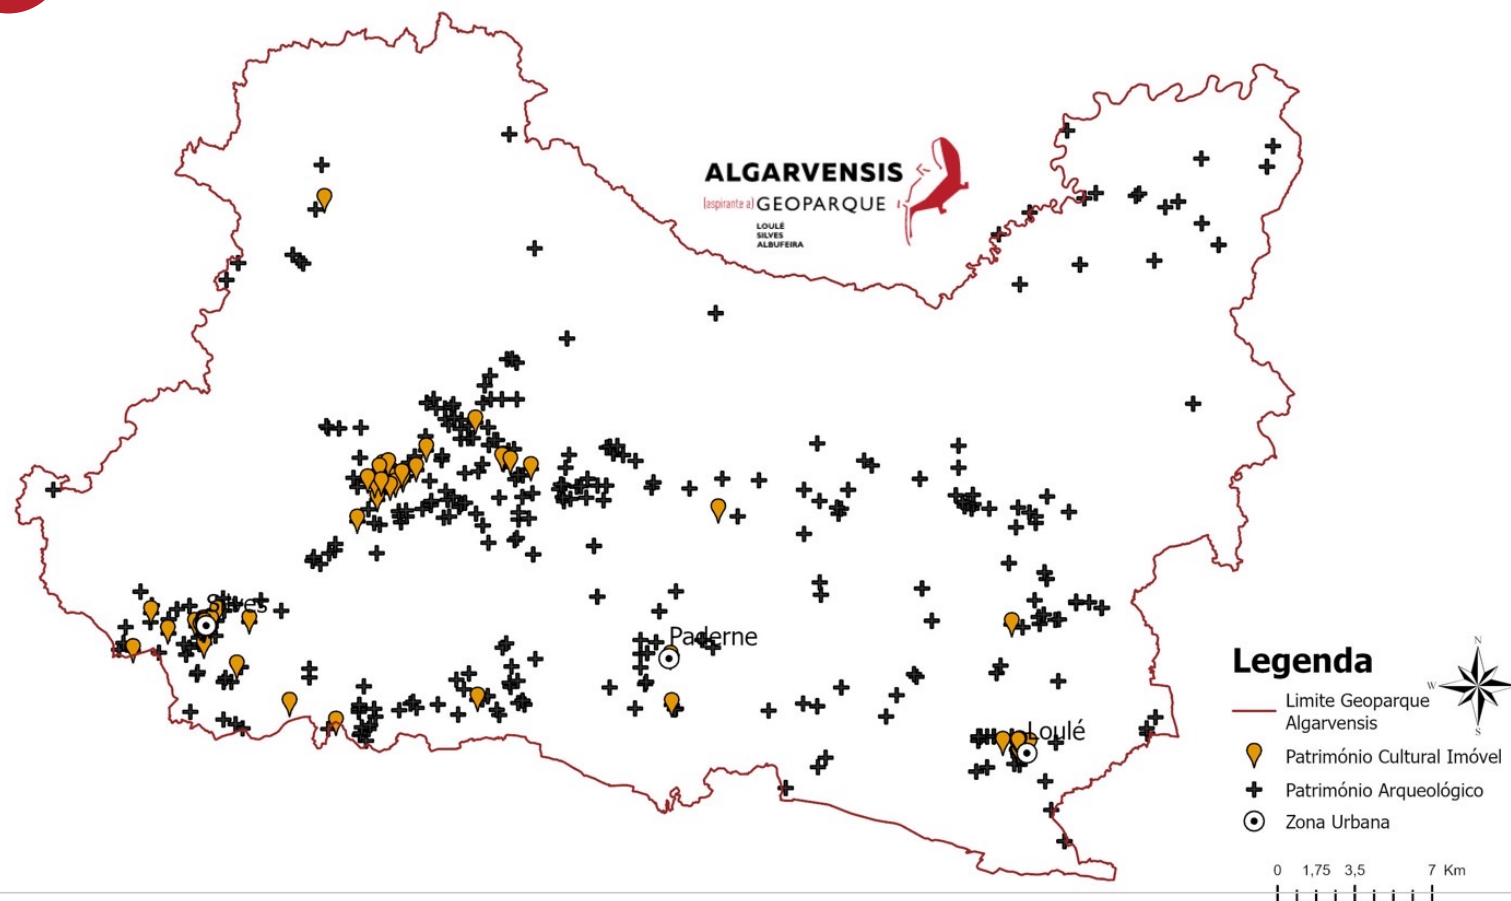 ALGARVENSIS
(aspirante a) GEOPARQUE
LOULÉ
SILVES
ALBUFEIRA
Silves
Paderne
Loulé
Legenda
Limite Geoparque
Algarvensis
Património Cultural Imóvel
Património Arqueológico
Zona Urbana
N
W
S
0 1,75 3,5 7 Km